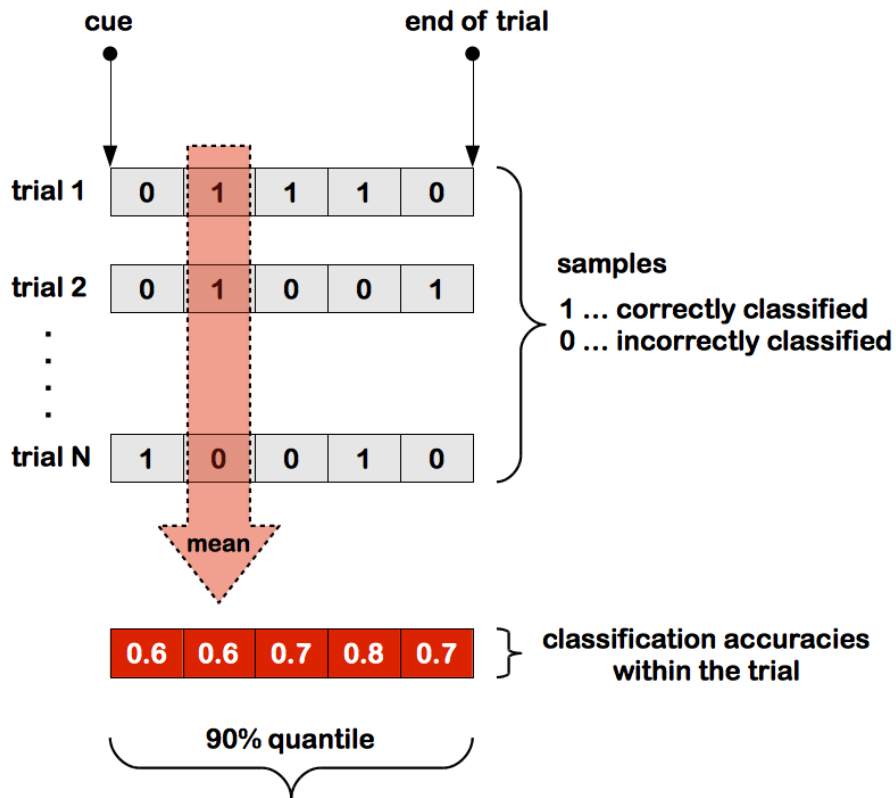 cue end of trial
trial 1 0 1 1 1 0
trial 2 0 1 0 0 1
samples
1 ... correctly classified
0 ... incorrectly classified
trial N 1 0 0 1 0
mean
0.6 0.6 0.7 0.8 0.7
classification accuracies
within the trial
90% quantile